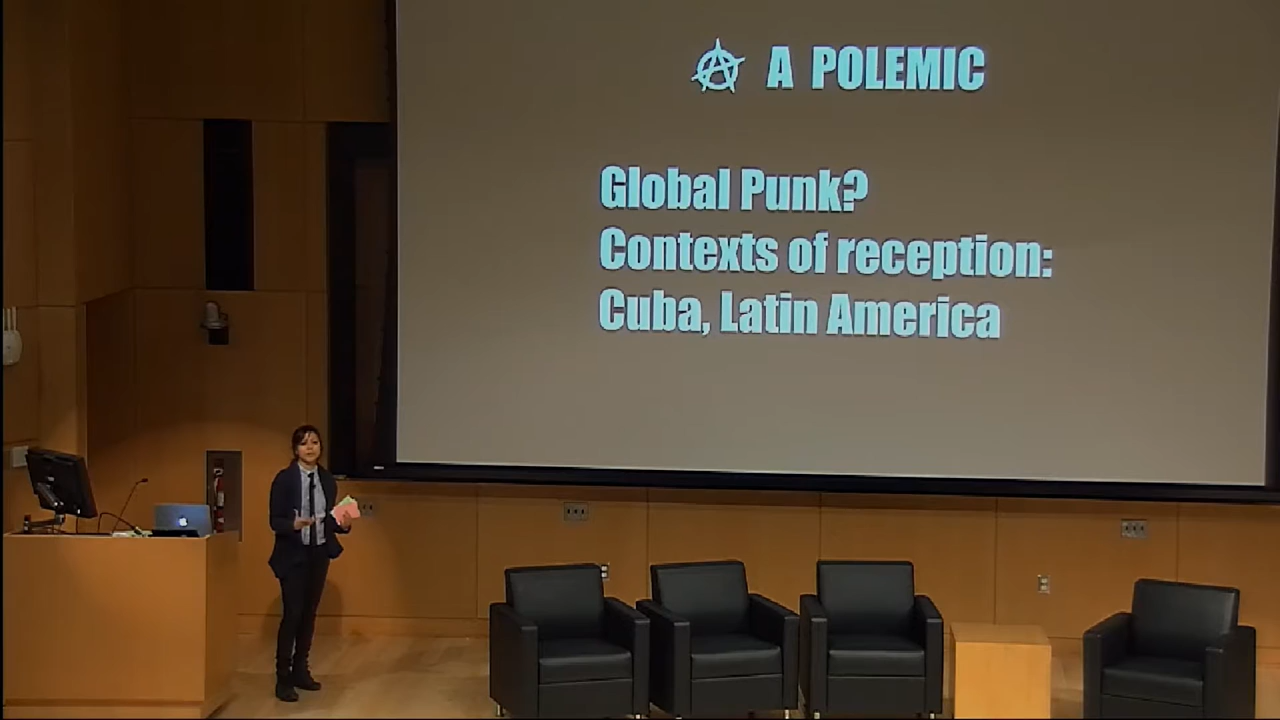 A POLEMIC
Global Punk?
Contexts of reception:
Cuba, Latin America